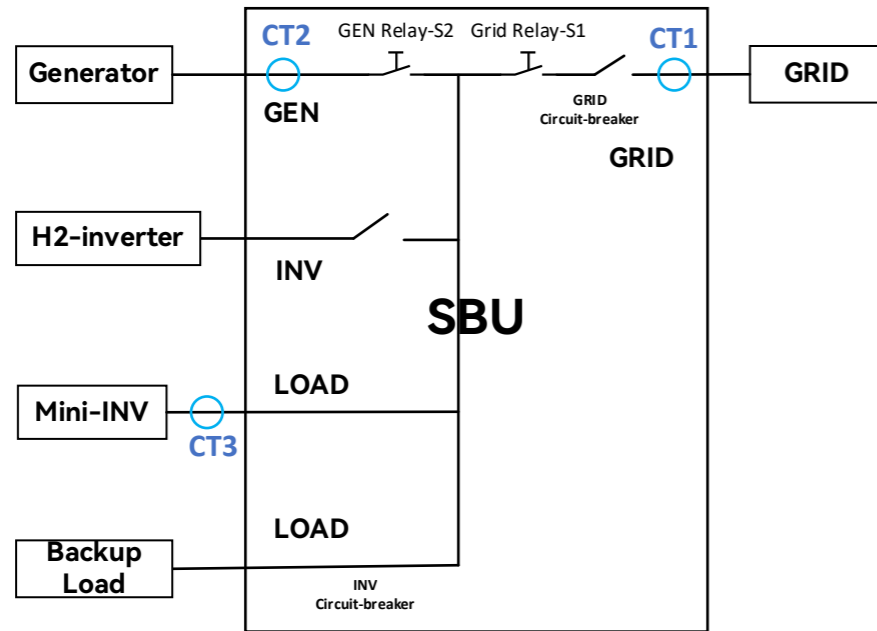 CT2
GEN Relay-S2
Grid Relay-S1
CT1
Generator
GRID
GEN
GRID
Circuit-breaker
GRID
H2-inverter
INV
SBU
LOAD
Mini-INV
CT3
LOAD
Backup
Load
INV
Circuit-breaker